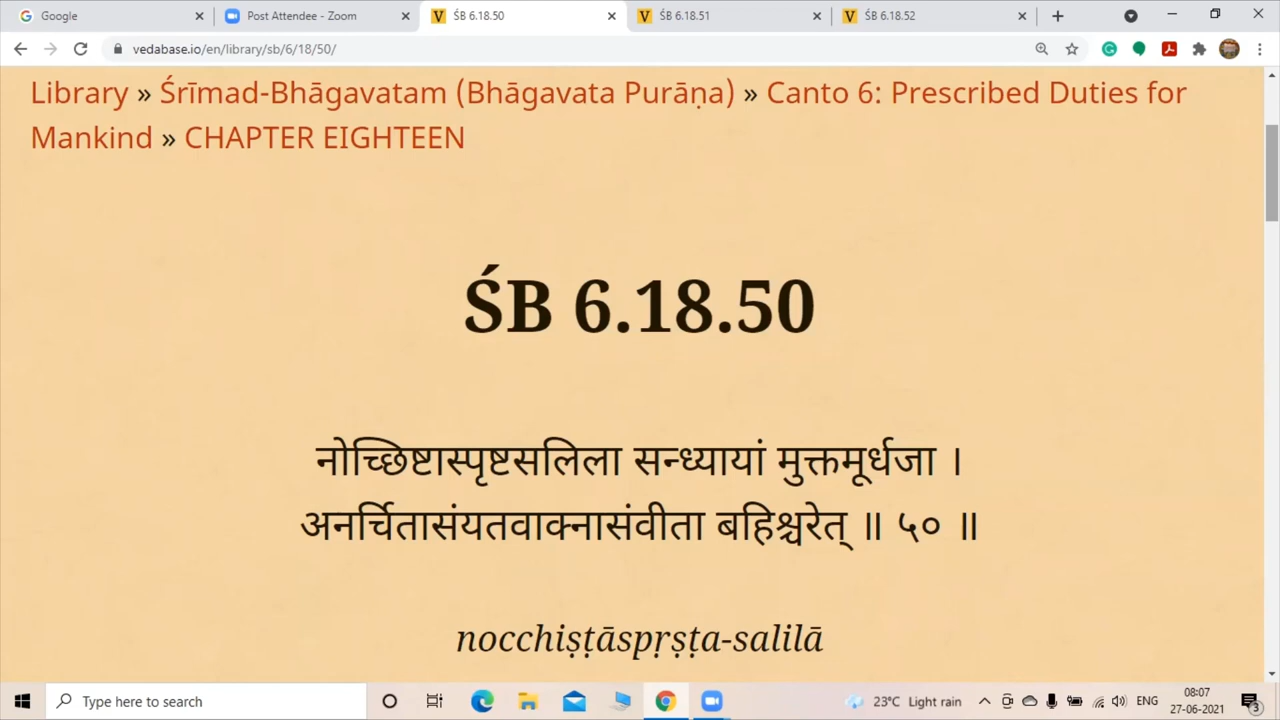 Google
Post Attendee - Zoom
ŚB 6.18.50
ŚB 6.18.51
ŚB 6.18.52
vedabase.io/en/library/sb/6/18/50/
Library » Śrīmad-Bhāgavatam (Bhāgavata Purāṇa) » Canto 6: Prescribed Duties for
Mankind » CHAPTER EIGHTEEN
ŚB 6.18.50
नोच्छिष्टास्पृष्टसलिला सन्ध्यायां मुक्तमूर्धजा ।
अनर्चितासंयतवाक्नासंवीता बहिश्चरेत् ॥ ५० ॥
nocchiṣṭāspṛṣṭa-salilā
Type here to search
23°C Light rain
ENG
08:07
27-06-2021
3